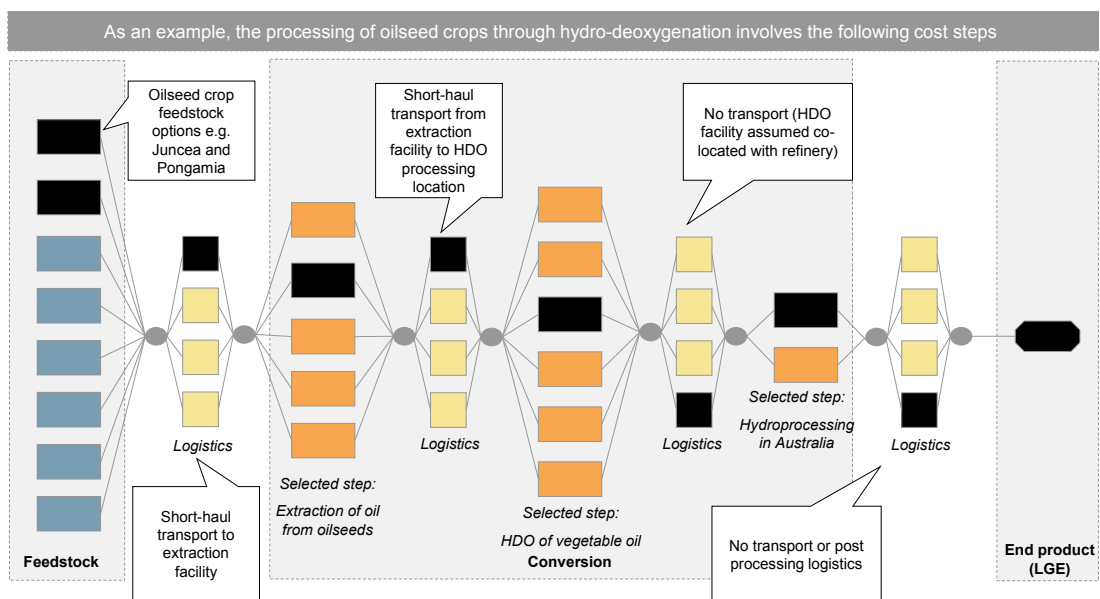 As an example, the processing of oilseed crops through hydro-deoxygenation involves the following cost steps
Oilseed crop
feedstock
options e.g.
Juncea and
Pongamia
Short-haul
transport from
extraction
facility to HDO
processing
location
No transport (HDO
facility assumed co-
located with refinery)
Logistics
Short-haul
transport to
extraction
facility
Selected step:
Extraction of oil
from oilseeds
Logistics
Selected step:
HDO of vegetable oil
Logistics
Selected step:
Hydroprocessing
in Australia
Logistics
No transport or post
processing logistics
Feedstock
Conversion
End product
(LGE)